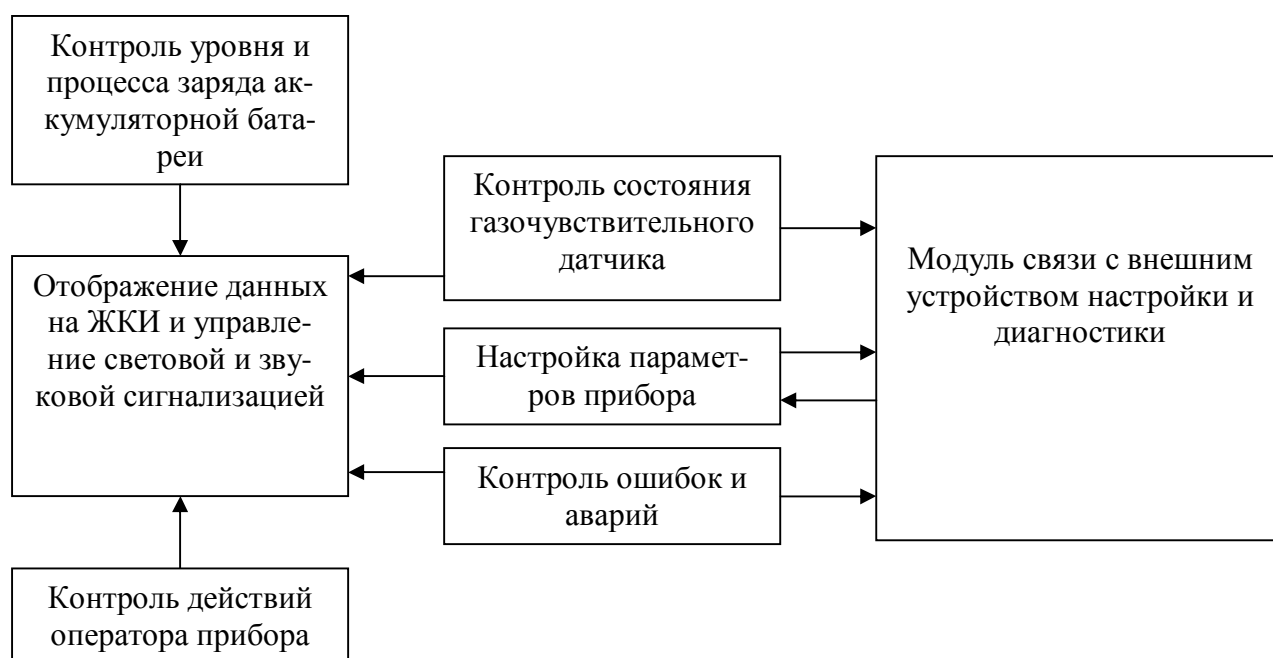 Контроль уровня и
процесса заряда ак-
кумуляторной бата-
реи
Контроль состояния
газочувствительного
датчика
Модуль связи с внешним
устройством настройки и
диагностики
Отображение данных
на ЖКИ и управле-
ние световой и зву-
ковой сигнализацией
Настройка парамет-
ров прибора
Контроль ошибок и
аварий
Контроль действий
оператора прибора